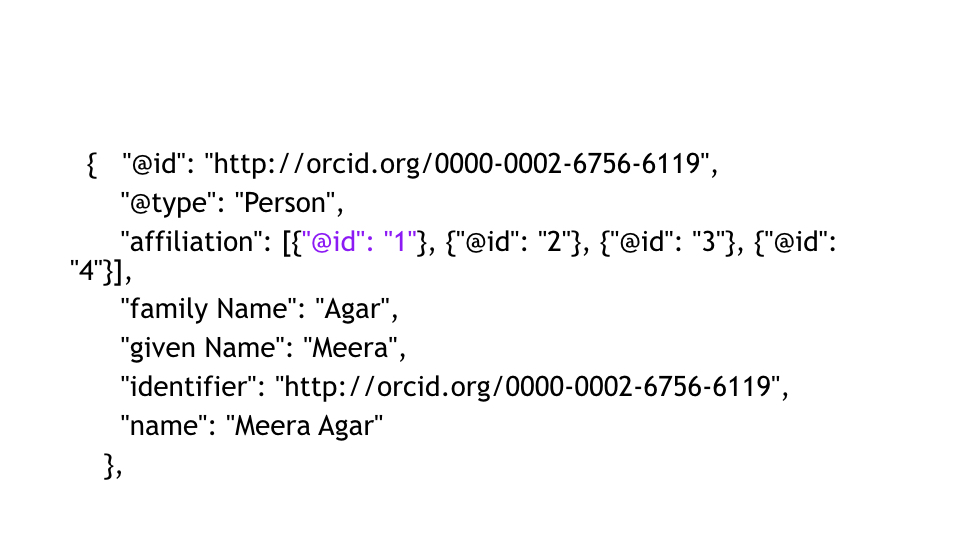 {   "@id": "http://orcid.org/0000-0002-6756-6119",
"@type": "Person",
"affiliation": [{"@id": "1"}, {"@id": "2"}, {"@id": "3"}, {"@id":
"4"}],
"family Name": "Agar",
"given Name": "Meera",
"identifier": "http://orcid.org/0000-0002-6756-6119",
"name": "Meera Agar"
},